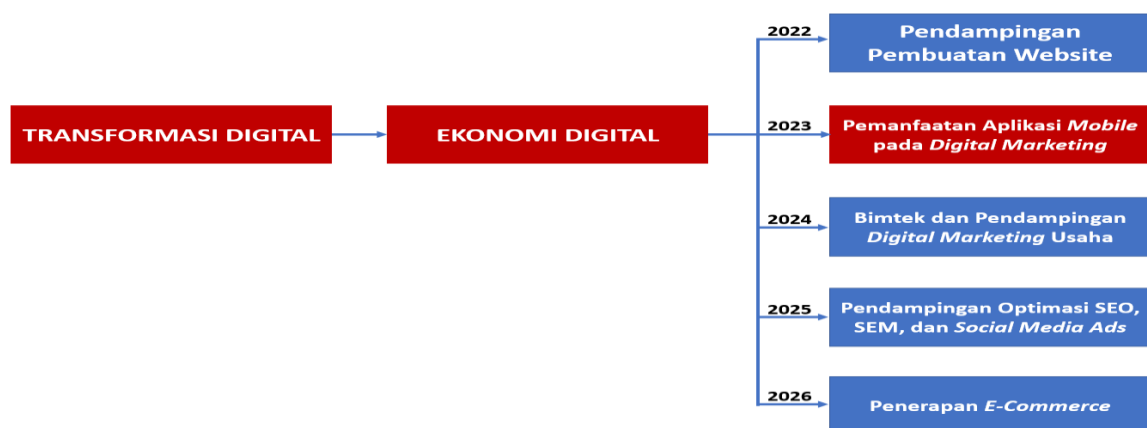 2022
Pendampingan
Pembuatan Website
TRANSFORMASI DIGITAL
EKONOMI DIGITAL
2023
Pemanfaatan Aplikasi Mobile
pada Digital Marketing
2024
Bimtek dan Pendampingan
Digital Marketing Usaha
2025
Pendampingan Optimasi SEO,
SEM, dan Social Media Ads
2026
Penerapan E-Commerce